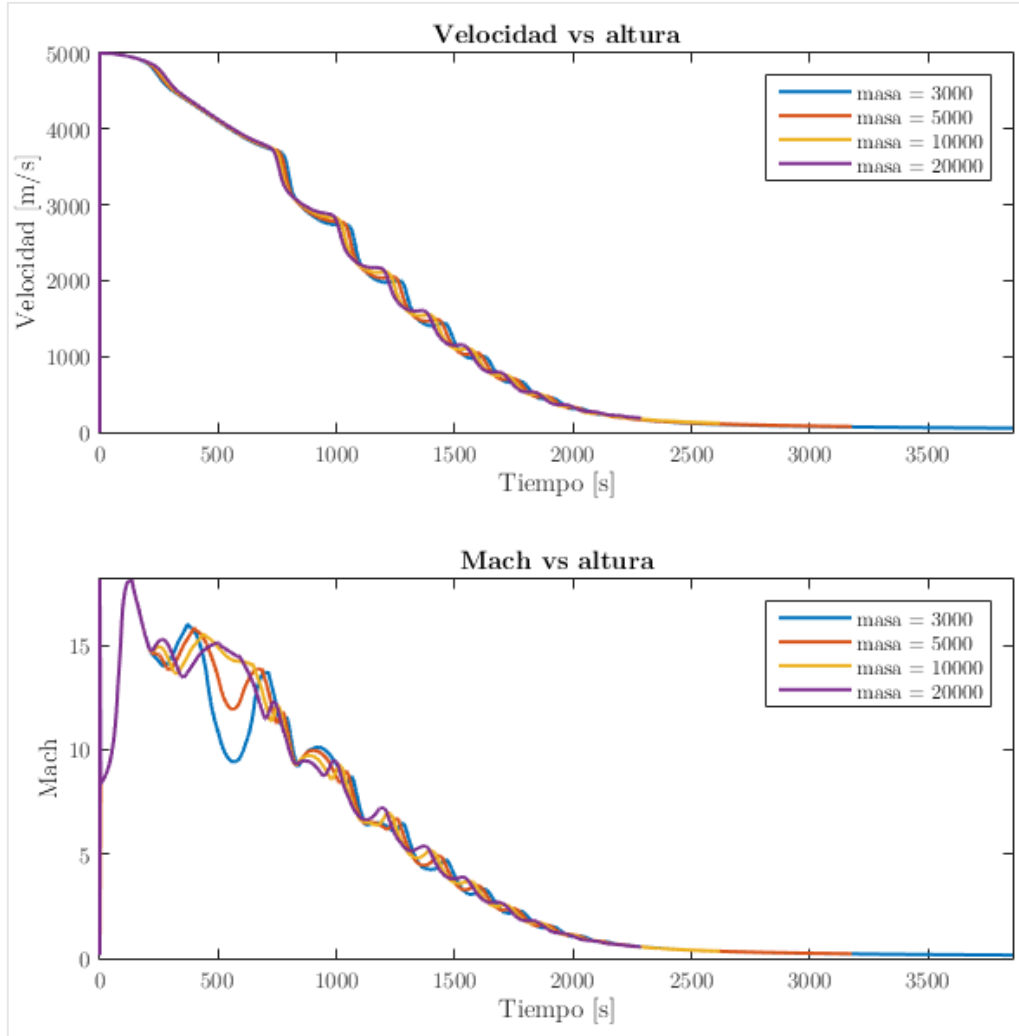 Velocidad vs altura
5000
4000
3000
2000
1000
0
Velocidad [m/s]
masa = 3000
masa = 5000
masa = 10000
masa = 20000
0 500 1000 1500 2000 2500 3000 3500
Tiempo [s]
Mach vs altura
15
10
5
0
Mach
masa = 3000
masa = 5000
masa = 10000
masa = 20000
0 500 1000 1500 2000 2500 3000 3500
Tiempo [s]